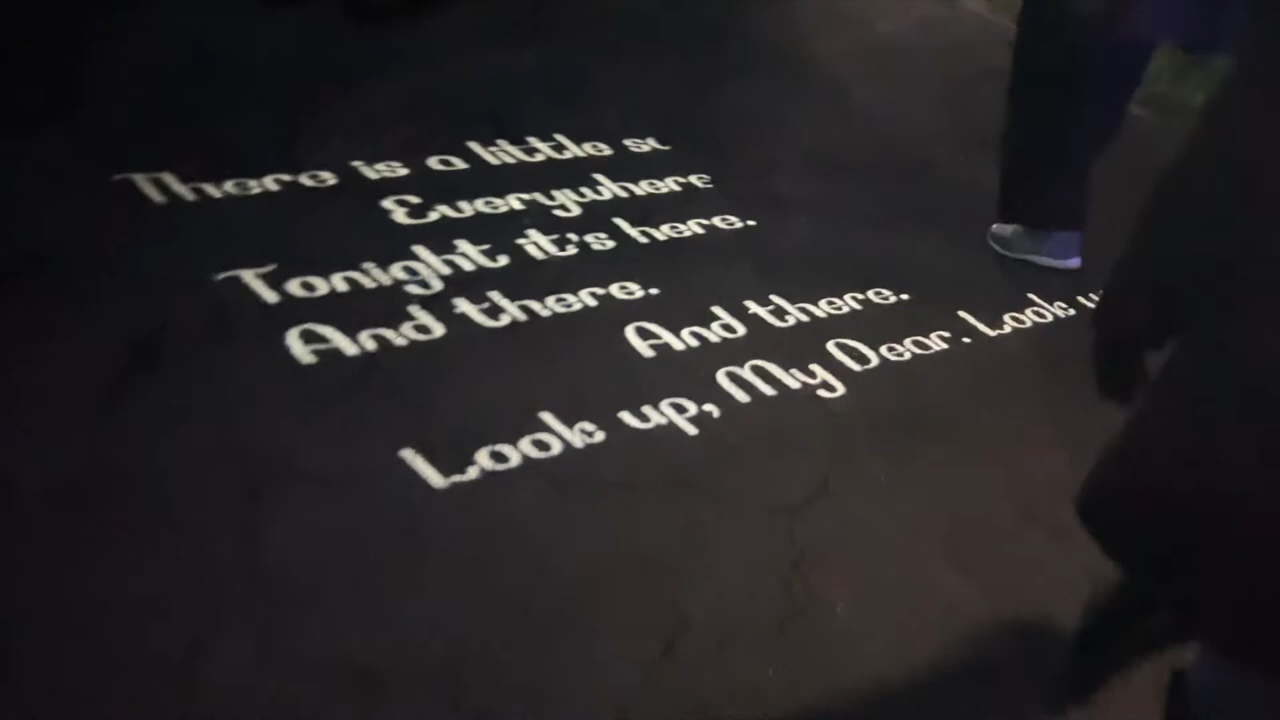 There is a little
Everywhere
Tonight it's here.
And there.
And there.
Look up, My Dear. Look